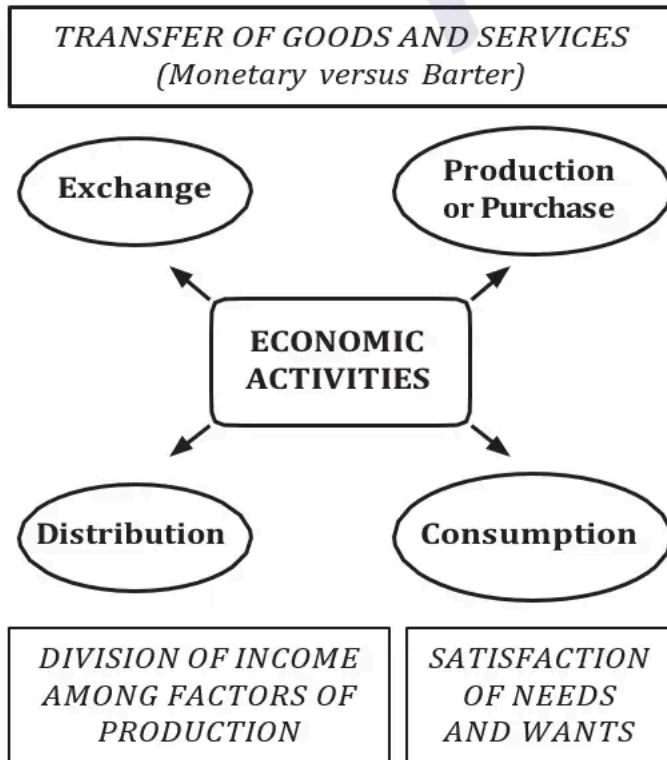 TRANSFER OF GOODS AND SERVICES
(Monetary versus Barter)
Exchange
Production
or Purchase
ECONOMIC
ACTIVITIES
Distribution
Consumption
DIVISION OF INCOME
AMONG FACTORS OF
PRODUCTION
SATISFACTION
OF NEEDS
AND WANTS